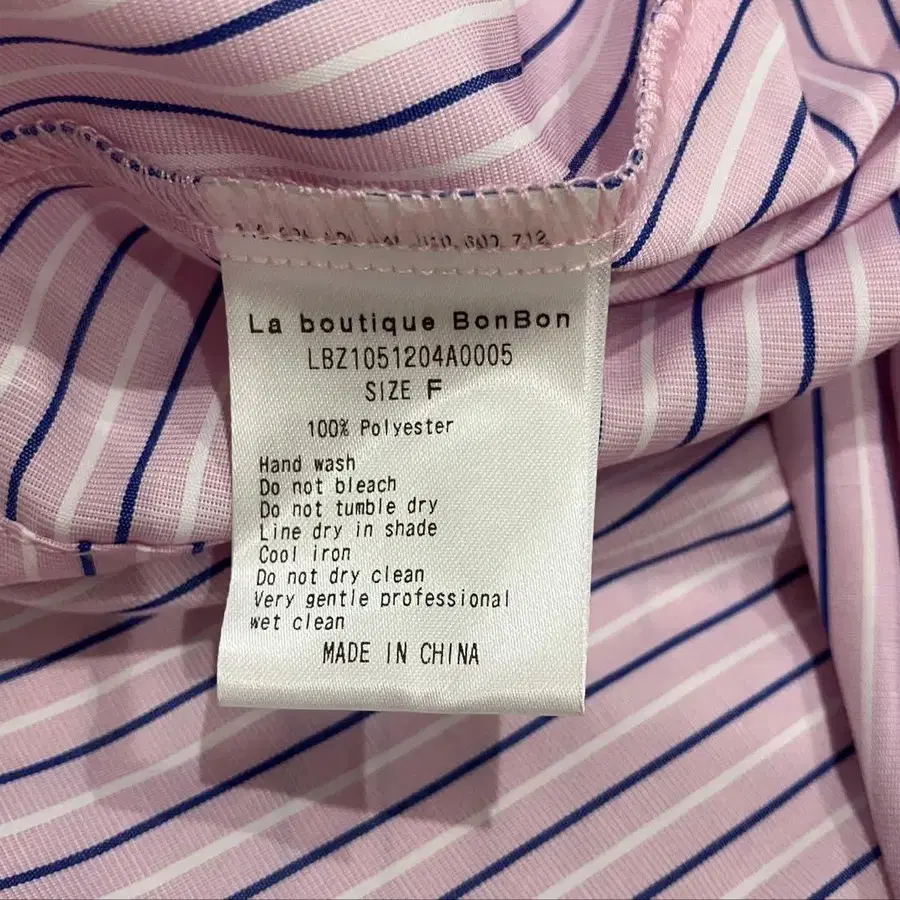 La boutique BonBon
LBZ1051204A0005
SIZE F
100% Polyester
Hand wash
Do not bleach
Do not tumble dry
Line dry in shade
Cool iron
Do not dry clean
Very gentle professional
wet clean
MADE IN CHINA